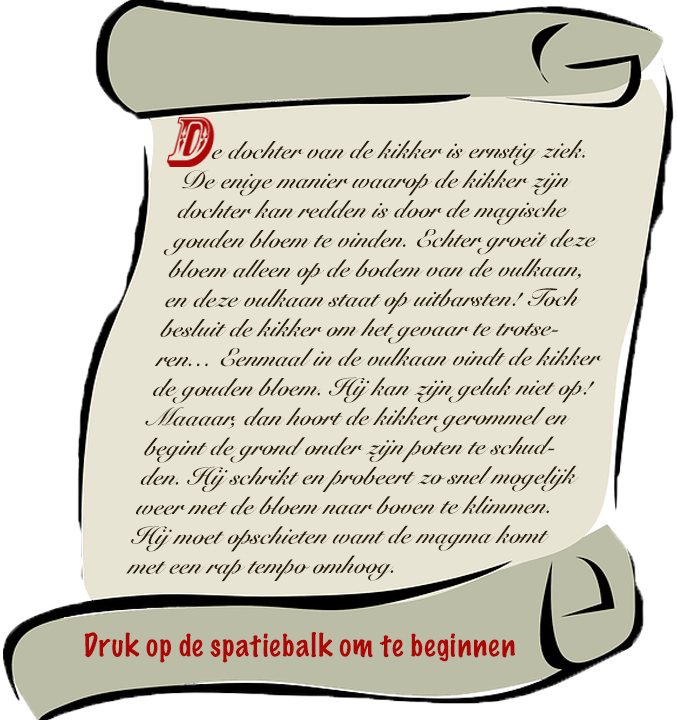 De dochter van de kikker is ernstig ziek.
De enige manier waarop de kikker zijn
dochter kan redden is door de magische
gouden bloem te vinden. Echter groeit deze
bloem alleen op de bodem van de vulkaan,
en deze vulkaan staat op uitbarsten! Toch
besluit de kikker om het gevaar te trotse-
ren... Eenmaal in de vulkaan vindt de kikker
de gouden bloem. Hij kan zijn geluk niet op!
Maaaar, dan hoort de kikker gerommel en
begint de grond onder zijn poten te schud-
den. Hij schrikt en probeert zo snel mogelijk
weer met de bloem naar boven te klimmen.
Hij moet opschieten want de magma komt
met een rap tempo omhoog.
Druk op de spatiebalk om te beginnen